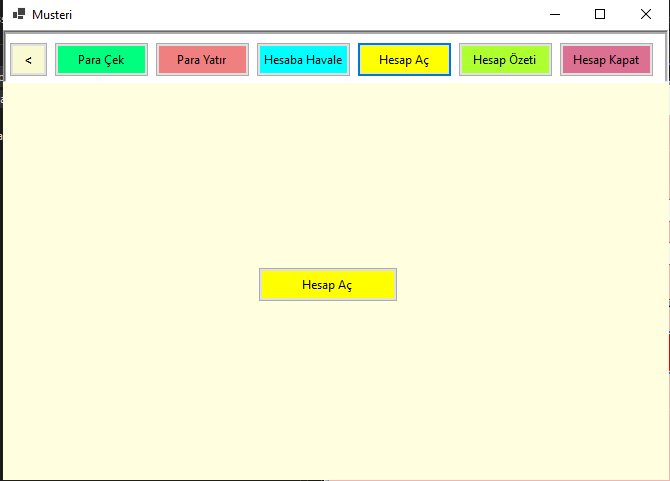 Musteri
< Para Çek Para Yatır Hesaba Havale Hesap Aç Hesap Özeti Hesap Kapat
Hesap Aç